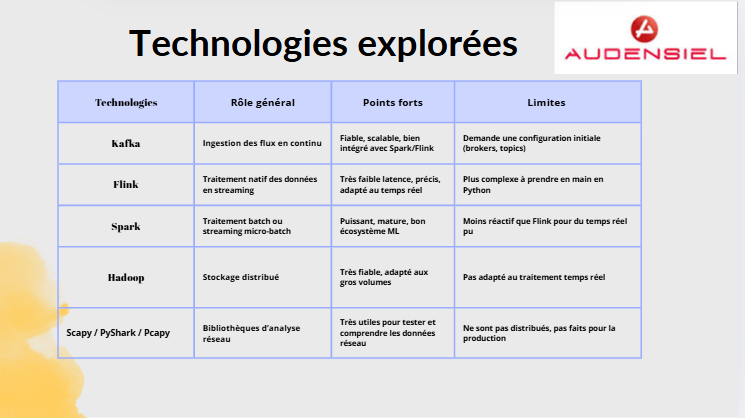 Technologies explorées
AUDENSIEL
Technologies
Rôle général
Points forts
Limites
Kafka
Ingestion des flux en continu
Fiable, scalable, bien
intégré avec Spark/Flink
Demande une configuration initiale
(brokers, topics)
Flink
Traitement natif des données
en streaming
Très faible latence, précis,
adapté au temps réel
Plus complexe à prendre en main en
Python
Spark
Traitement batch ou
streaming micro-batch
Puissant, mature, bon
écosystème ML
Moins réactif que Flink pour du temps réel
pu
Hadoop
Stockage distribué
Très fiable, adapté aux
gros volumes
Pas adapté au traitement temps réel
Scapy / PyShark / Pcapy
Bibliothèques d’analyse
réseau
Très utiles pour tester et
comprendre les données
réseau
Ne sont pas distribués, pas faits pour la
production